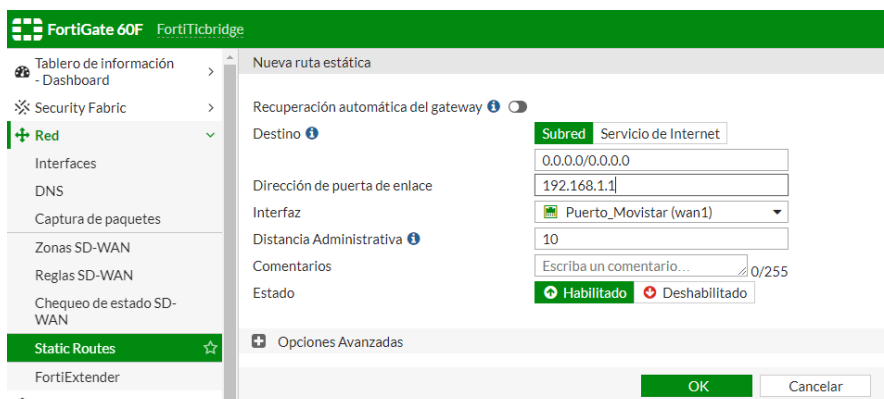 FortiGate 60F FortiTicbridge
Tablero de información
- Dashboard
Security Fabric
Red
Interfaces
DNS
Captura de paquetes
Zonas SD-WAN
Reglas SD-WAN
Chequeo de estado SD-
WAN
Static Routes
FortiExtender
Nueva ruta estática
Recuperación automática del gateway
Destino Subred Servicio de Internet
0.0.0.0/0.0.0.0
Dirección de puerta de enlace 192.168.1.1
Interfaz Puerto_Movistar (wan1)
Distancia Administrativa 10
Comentarios Escriba un comentario... 0/255
Estado Habilitado Deshabilitado
Opciones Avanzadas
OK Cancelar